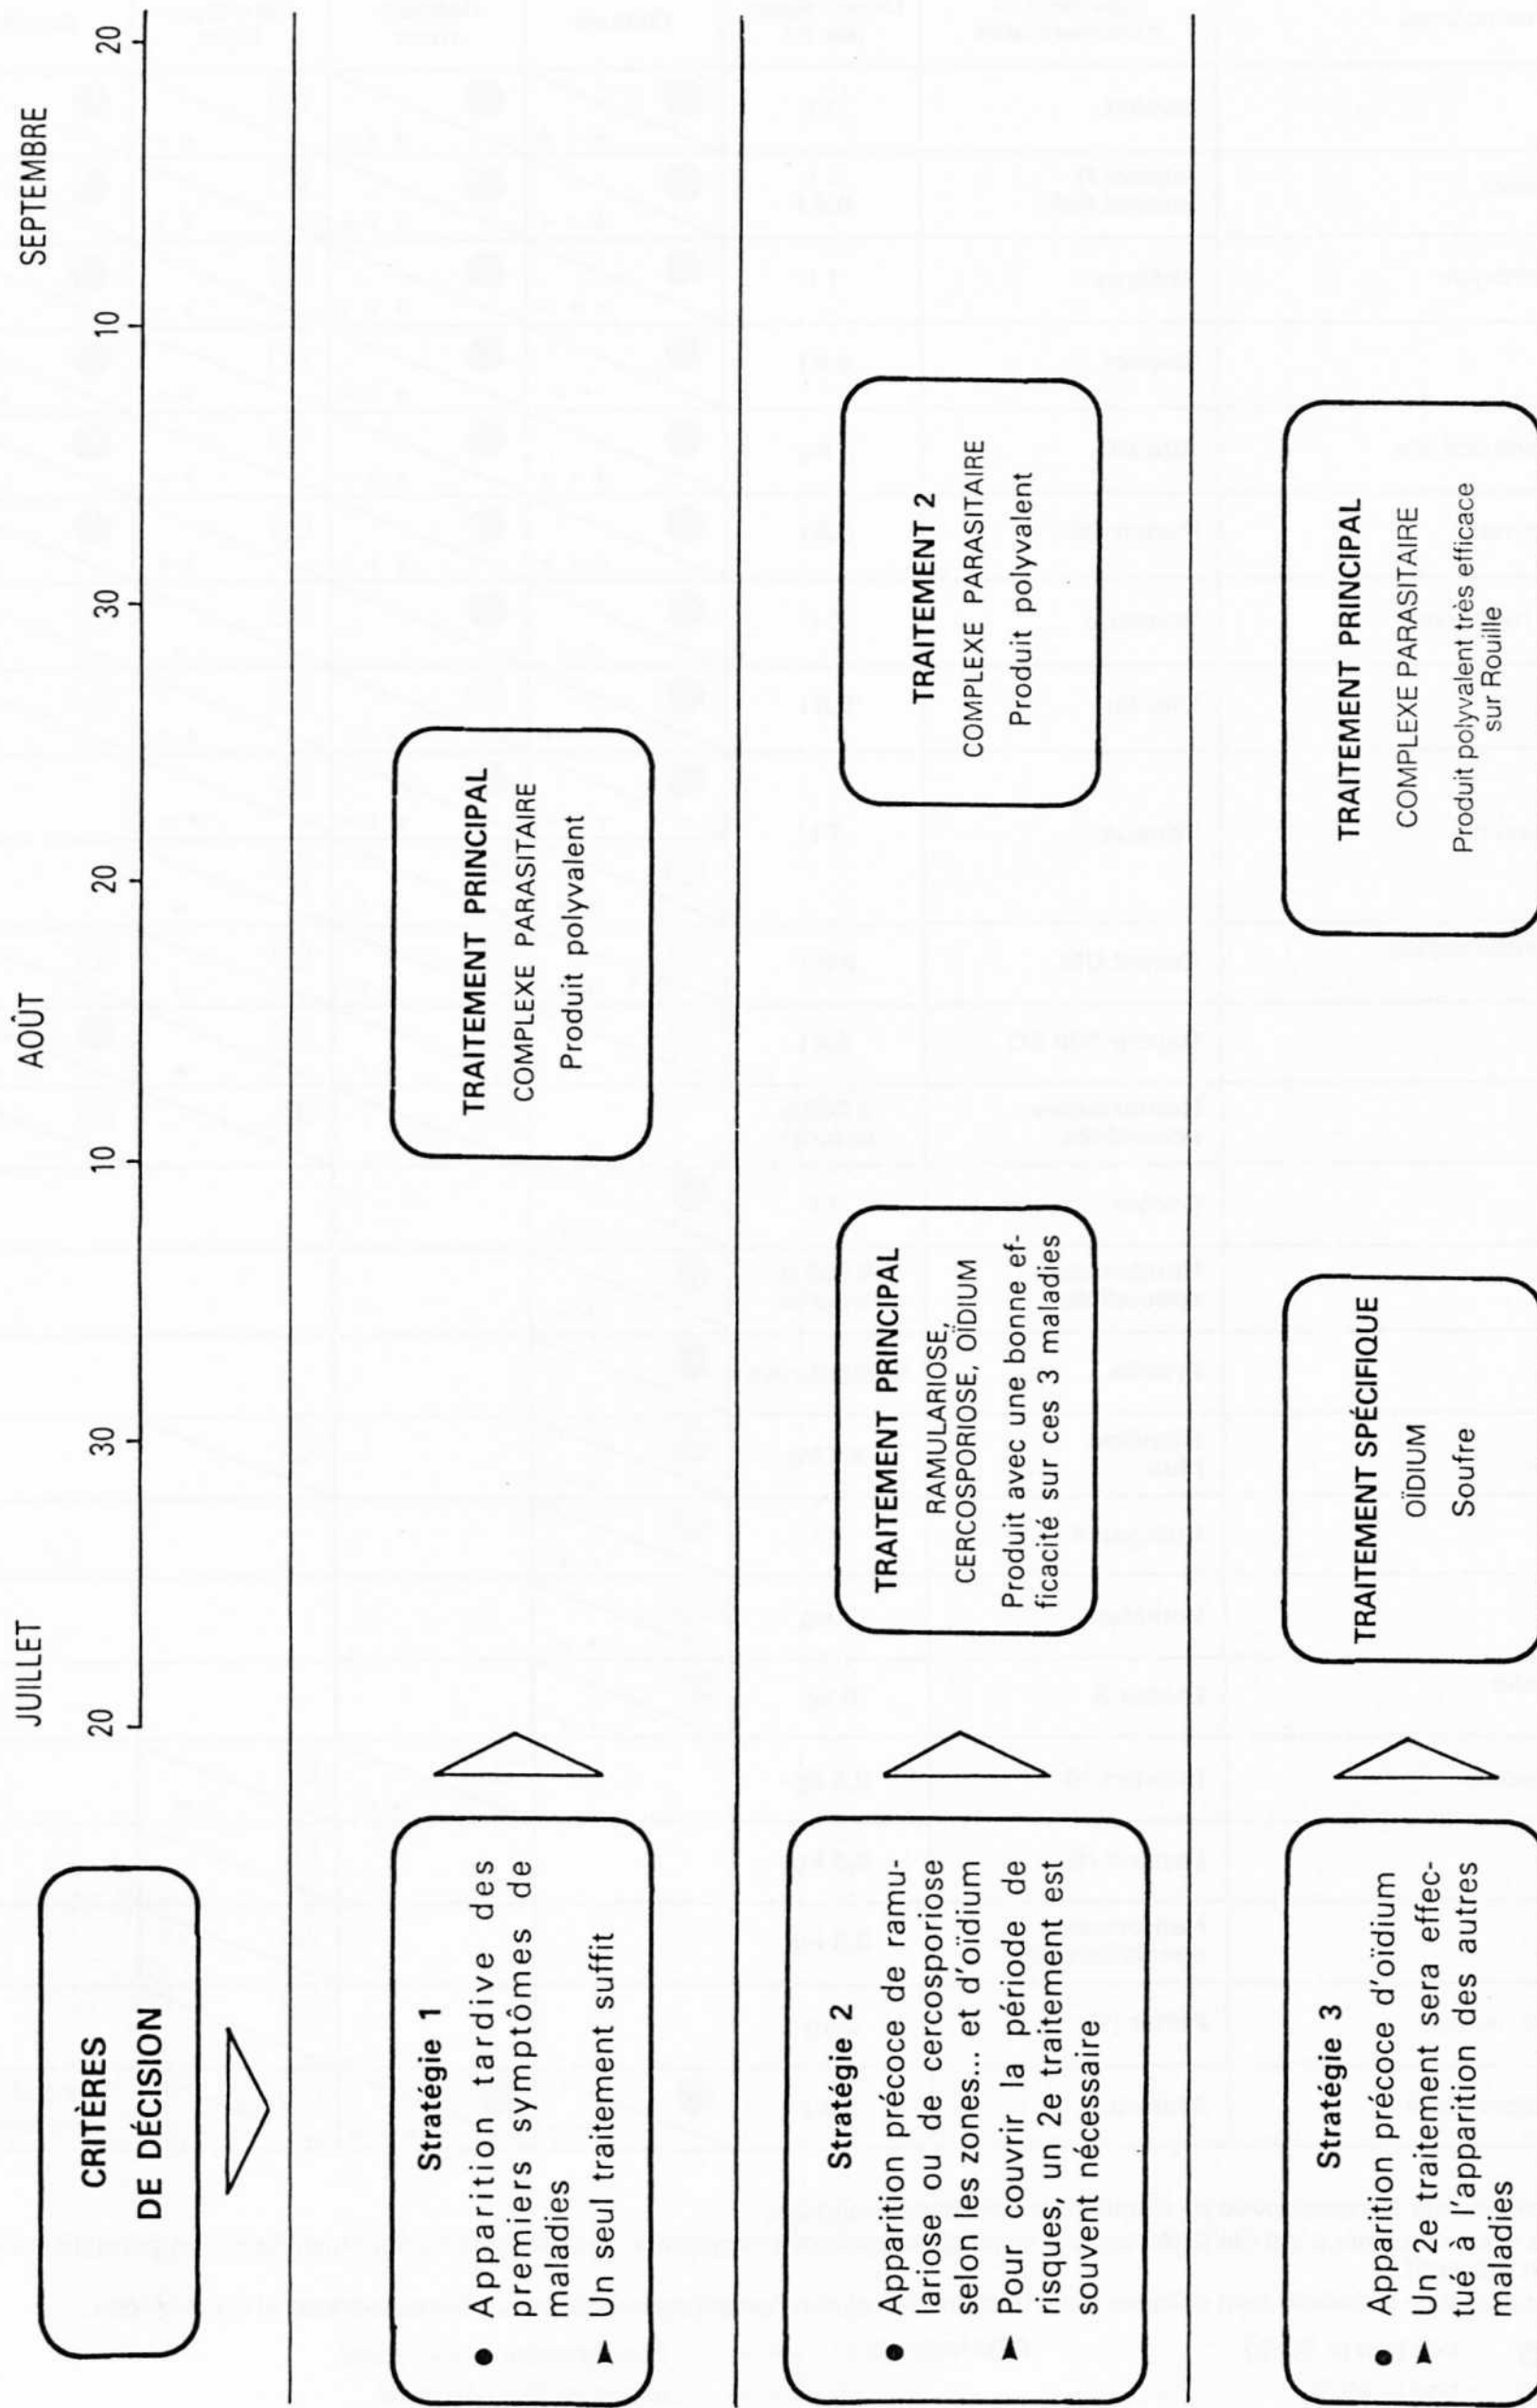 JUILLET
AOÛT
SEPTEMBRE
20
30
10
20
30
10
20
CRITÈRES
DE DÉCISION
Stratégie 1
● Apparition tardive des
premiers symptômes de
maladies
➤ Un seul traitement suffit
TRAITEMENT PRINCIPAL
COMPLEXE PARASITAIRE
Produit polyvalent
Stratégie 2
● Apparition précoce de ramu-
lariose ou de cercosporiose
selon les zones... et d'oïdium
➤ Pour couvrir la période de
risques, un 2e traitement est
souvent nécessaire
TRAITEMENT PRINCIPAL
RAMULARIOSE,
CERCOSPORIOSE, OÏDIUM
Produit avec une bonne ef-
ficacité sur ces 3 maladies
TRAITEMENT 2
COMPLEXE PARASITAIRE
Produit polyvalent
Stratégie 3
● Apparition précoce d'oïdium
➤ Un 2e traitement sera effec-
tué à l'apparition des autres
maladies
TRAITEMENT SPÉCIFIQUE
OÏDIUM
Soufre
TRAITEMENT PRINCIPAL
COMPLEXE PARASITAIRE
Produit polyvalent très efficace
sur Rouille